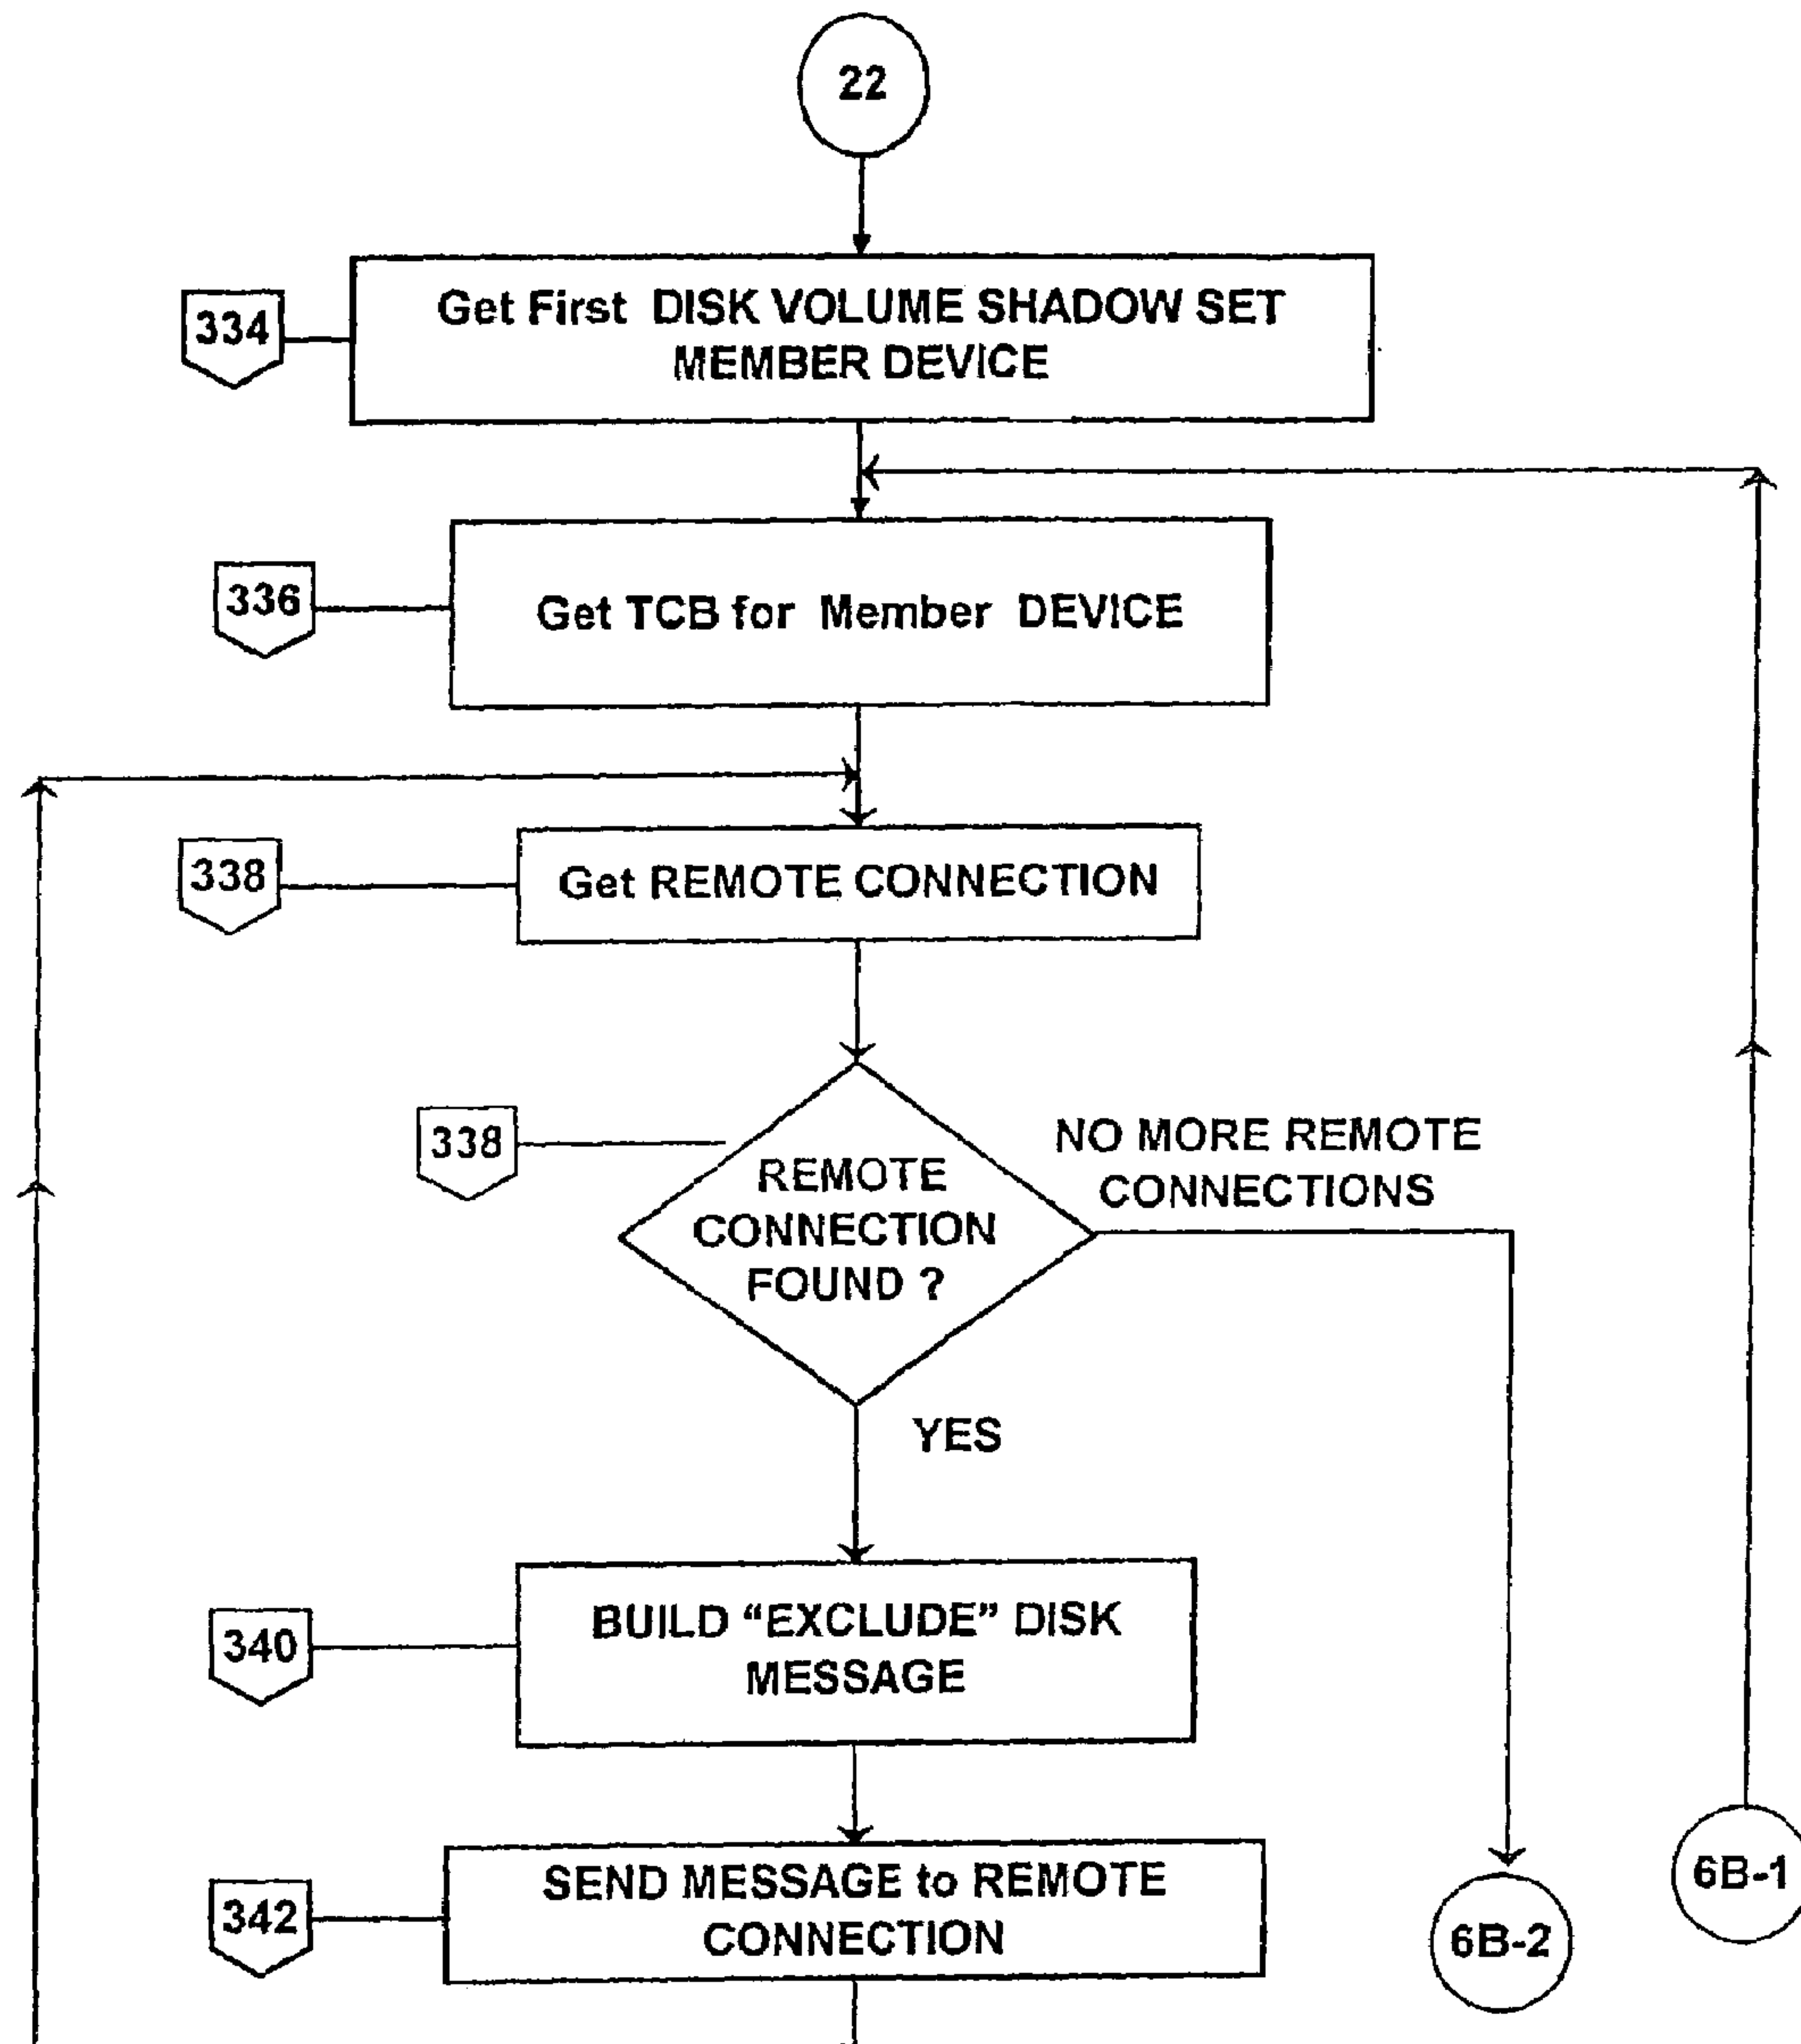 22
334
Get First DISK VOLUME SHADOW SET
MEMBER DEVICE
336
Get TCB for Member DEVICE
338
Get REMOTE CONNECTION
338
REMOTE
CONNECTION
FOUND ?
NO MORE REMOTE
CONNECTIONS
YES
340
BUILD “EXCLUDE” DISK
MESSAGE
342
SEND MESSAGE to REMOTE
CONNECTION
6B-2
6B-1